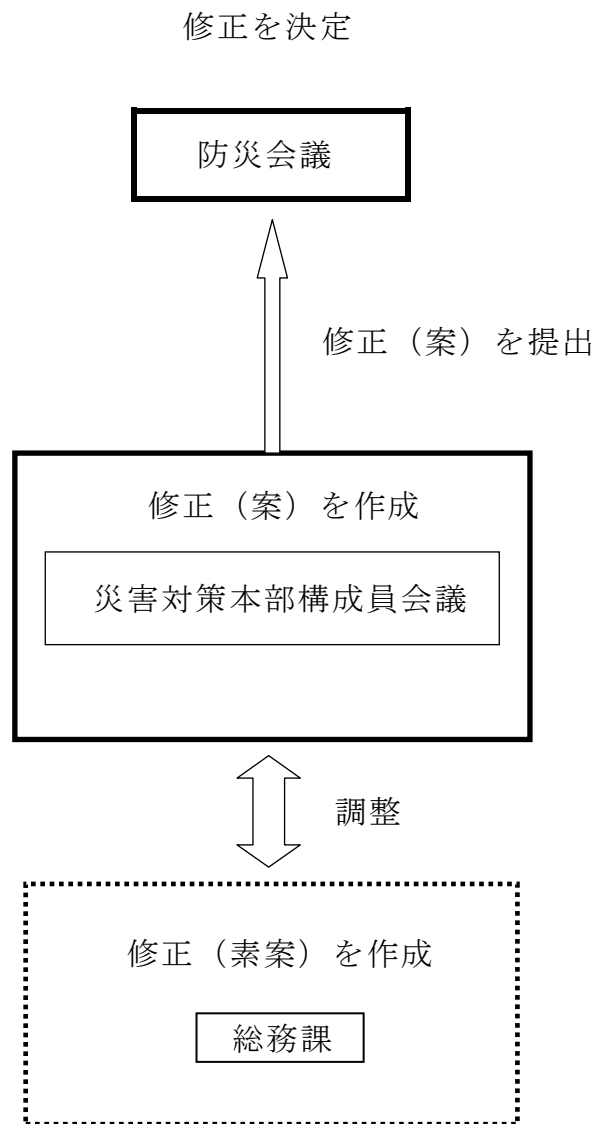 修正を決定
防災会議
修正（案）を提出
修正（案）を作成
災害対策本部構成員会議
調整
修正（素案）を作成
総務課